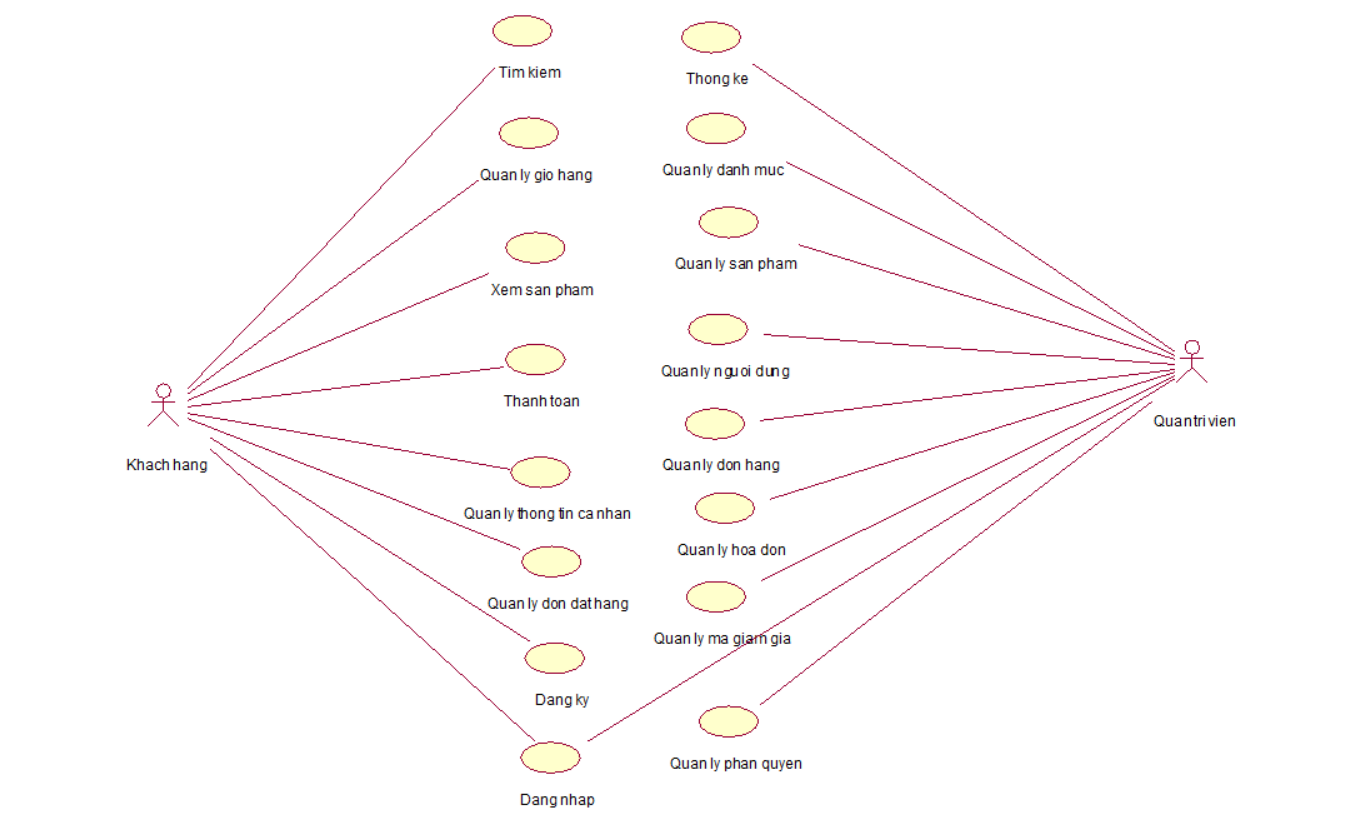 Tim kiem
Thong ke
Quan ly gio hang
Quan ly danh muc
Quan ly san pham
Xem san pham
Quan ly nguoi dung
Thanh toan
Quan tri vien
Khach hang
Quan ly don hang
Quan ly thong tin ca nhan
Quan ly hoa don
Quan ly don dat hang
Quan ly ma giam gia
Dang ky
Quan ly phan quyen
Dang nhap